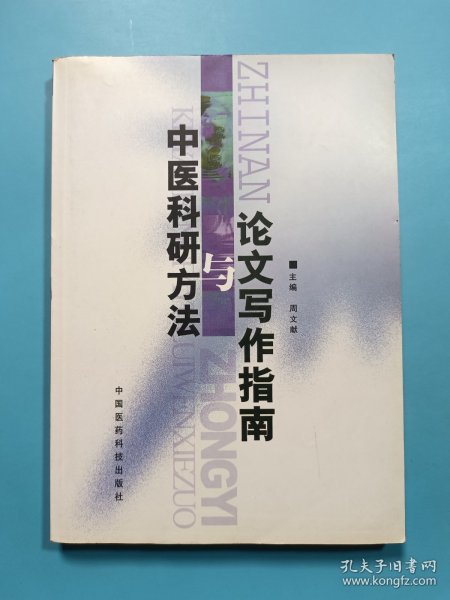 中医科研方法
与
论文写作指南
主编 周文献
中国医药科技出版社
ZHINAN
ZHONGYI
孔夫子旧书网
www.kongfz.com